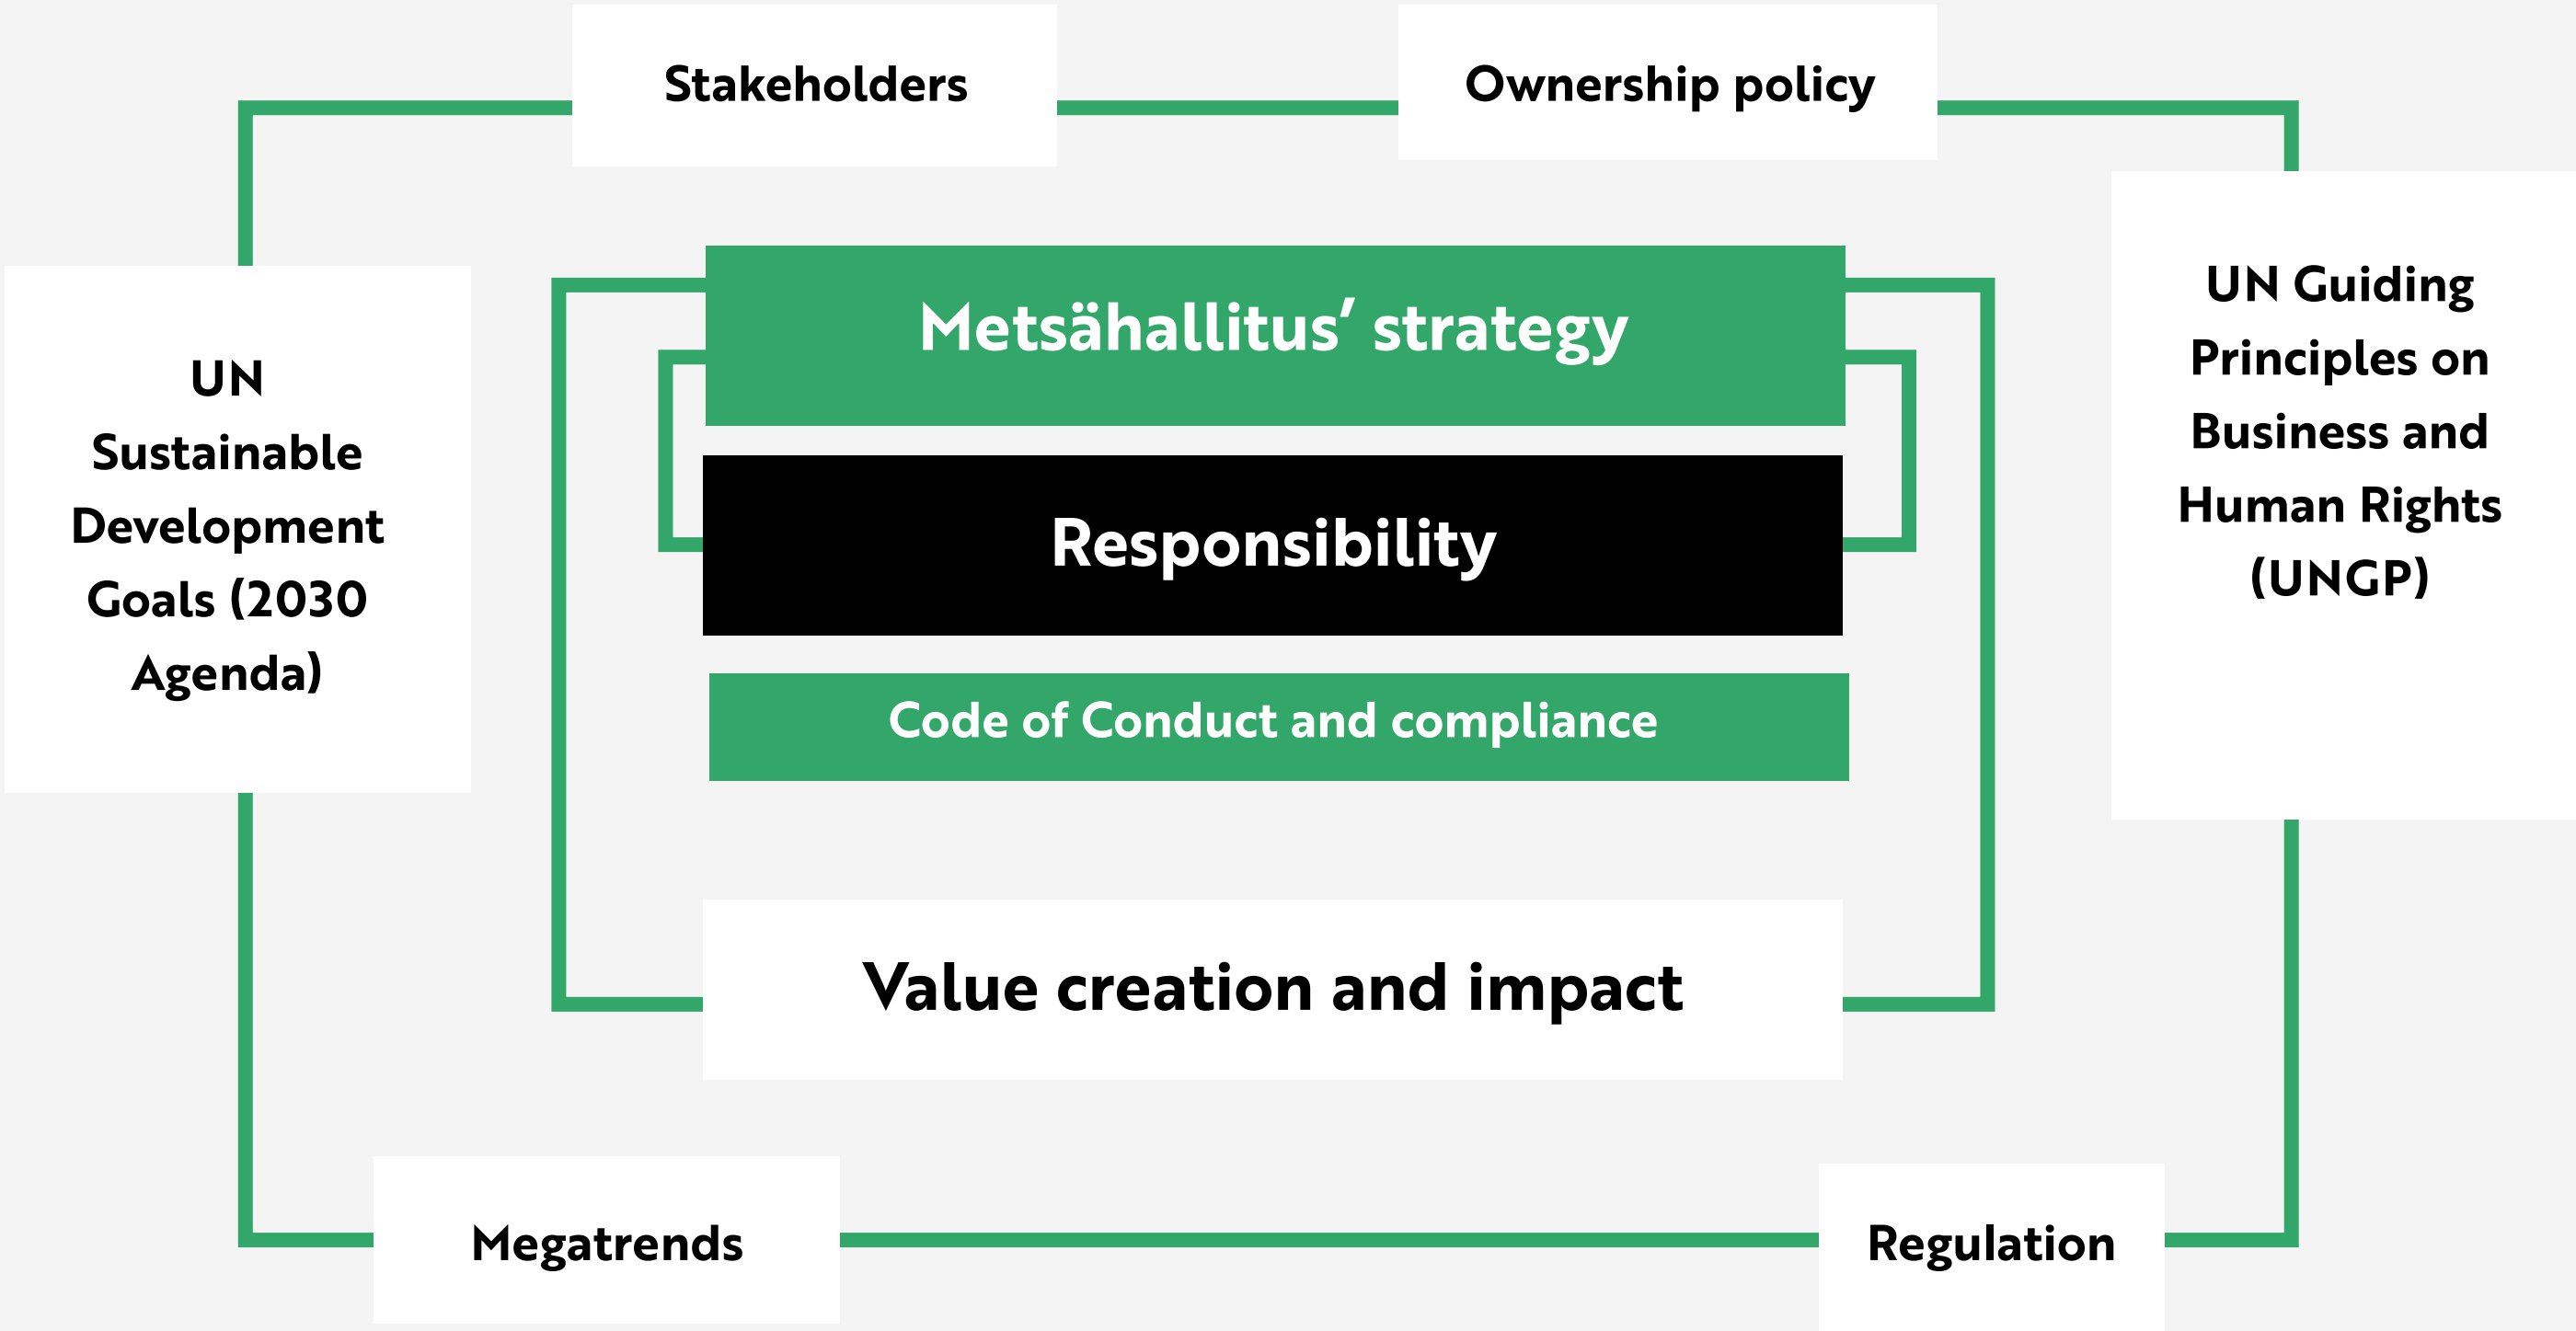 Stakeholders
Ownership policy
UN
Sustainable
Development
Goals (2030
Agenda)
Metsähallitus’ strategy
Responsibility
Code of Conduct and compliance
Value creation and impact
UN Guiding
Principles on
Business and
Human Rights
(UNGP)
Megatrends
Regulation